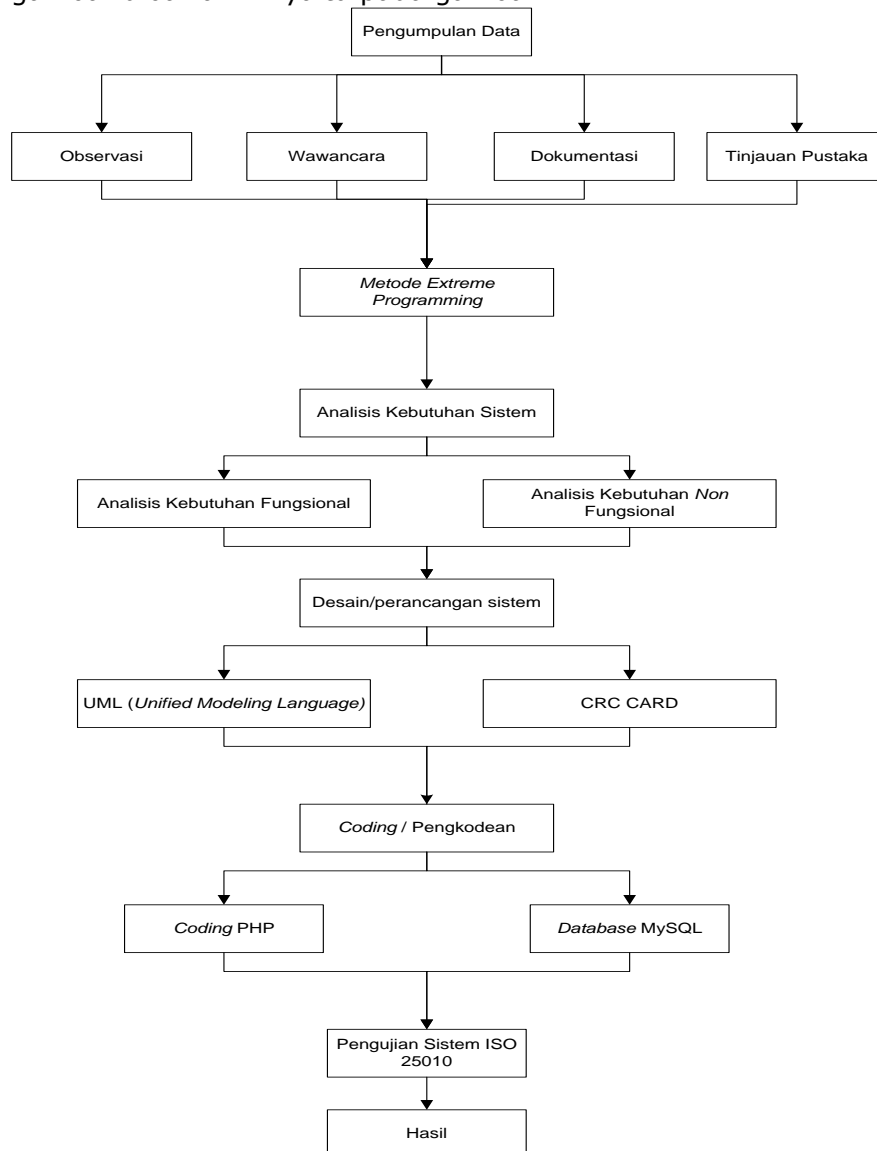 Pengumpulan Data
Observasi
Wawancara
Dokumentasi
Tinjauan Pustaka
Metode Extreme
Programming
Analisis Kebutuhan Sistem
Analisis Kebutuhan Fungsional
Analisis Kebutuhan Non
Fungsional
Desain/perancangan sistem
UML (Unified Modeling Language)
CRC CARD
Coding / Pengkodean
Coding PHP
Database MySQL
Pengujian Sistem ISO
25010
Hasil